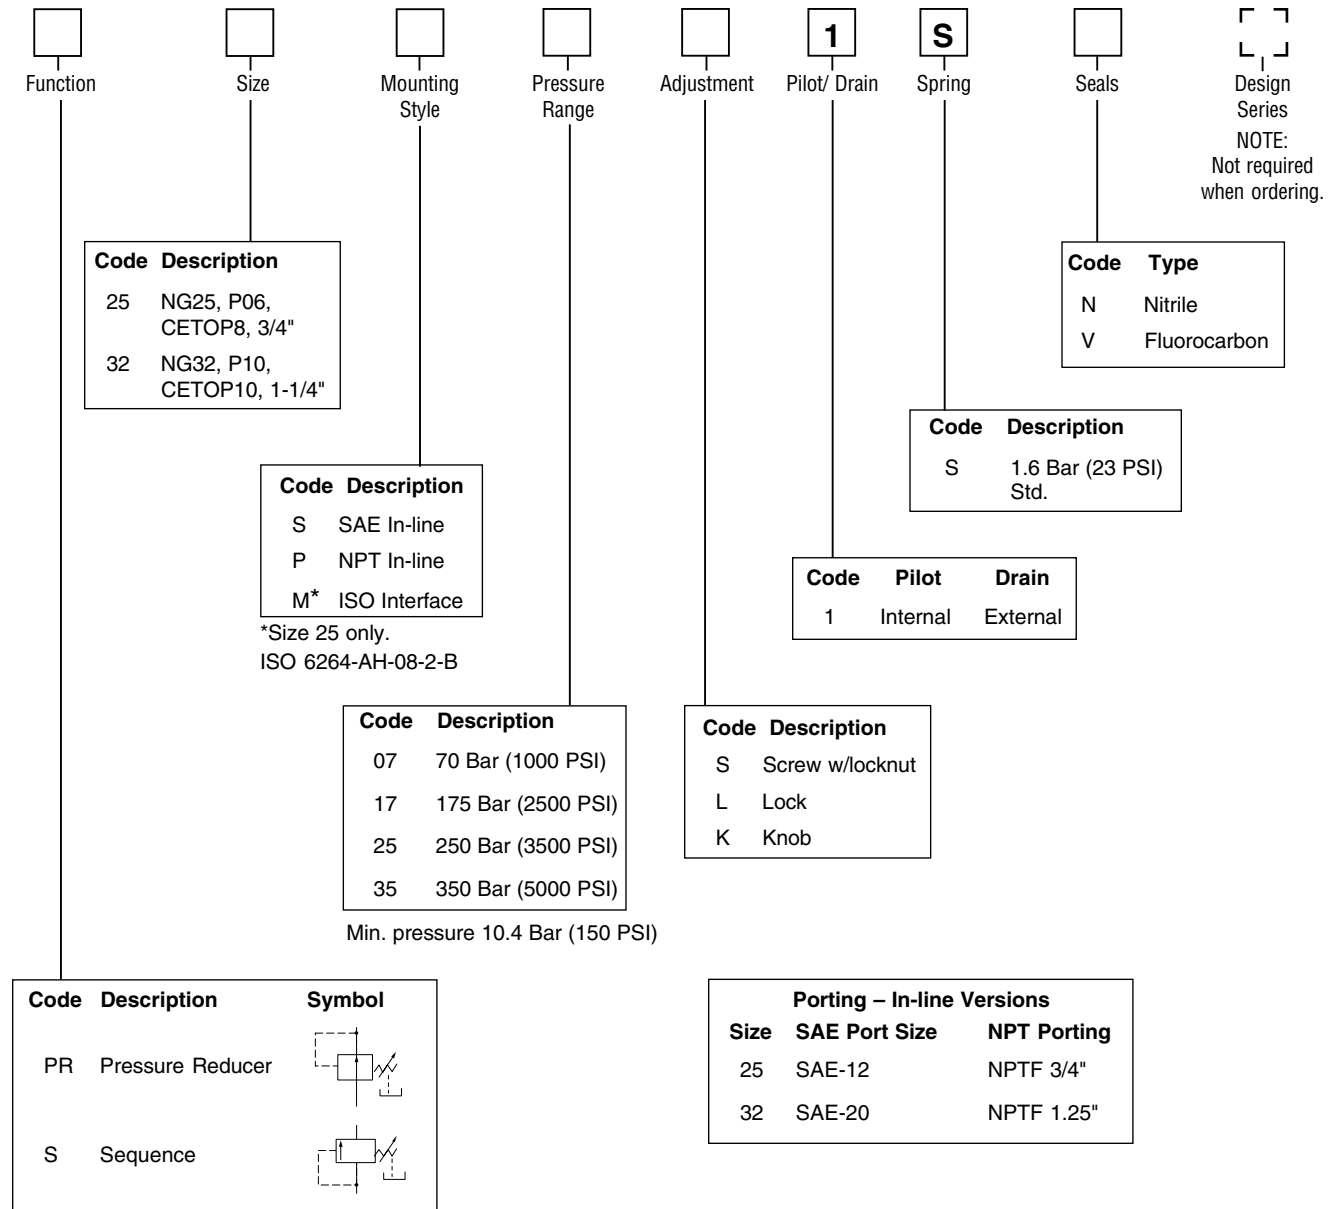 1 S
Function Size Mounting Style Pressure Range Adjustment Pilot/ Drain Spring Seals Design Series
NOTE:
Not required
when ordering.
Code Description
25 NG25, P06,
CETOP8, 3/4"
32 NG32, P10,
CETOP10, 1-1/4"
Code Type
N Nitrile
V Fluorocarbon
Code Description
S 1.6 Bar (23 PSI)
Std.
Code Description
S SAE In-line
P NPT In-line
M* ISO Interface
*Size 25 only.
ISO 6264-AH-08-2-B
Code Pilot Drain
1 Internal External
Code Description
07 70 Bar (1000 PSI)
17 175 Bar (2500 PSI)
25 250 Bar (3500 PSI)
35 350 Bar (5000 PSI)
Min. pressure 10.4 Bar (150 PSI)
Code Description
S Screw w/locknut
L Lock
K Knob
Code Description Symbol
PR Pressure Reducer
S Sequence
Porting – In-line Versions
Size SAE Port Size NPT Porting
25 SAE-12 NPTF 3/4"
32 SAE-20 NPTF 1.25"